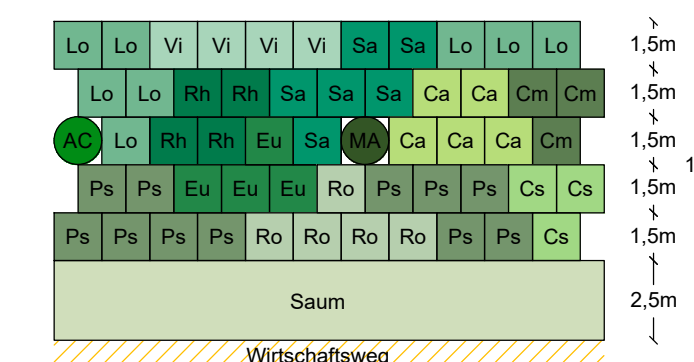 Lo Lo Vi Vi Vi Vi Sa Sa Lo Lo Lo 1,5m
Lo Lo Rh Rh Sa Sa Sa Ca Ca Cm Cm 1,5m
AC Lo Rh Rh Eu Sa MA Ca Ca Ca Cm 1,5m
1
Ps Ps Eu Eu Eu Ro Ps Ps Ps Cs Cs 1,5m
Ps Ps Ps Ps Ro Ro Ro Ro Ps Ps Cs 1,5m
Saum 2,5m
Wirtschaftsweg